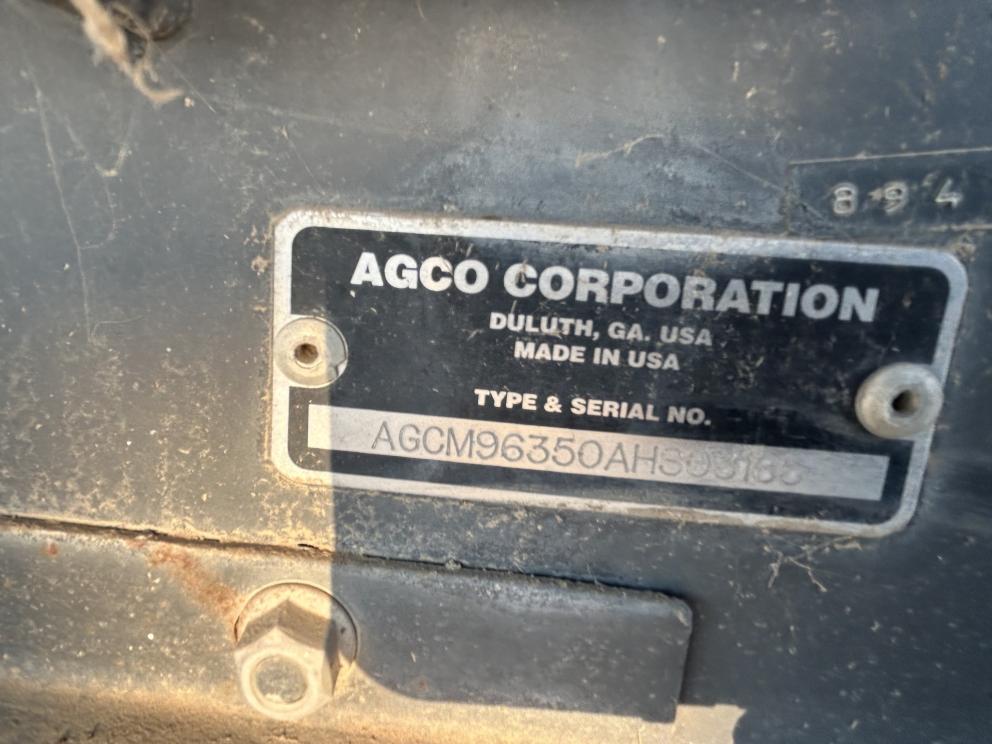 894
AGCO CORPORATION
DULUTH, GA. USA
MADE IN USA
TYPE & SERIAL NO.